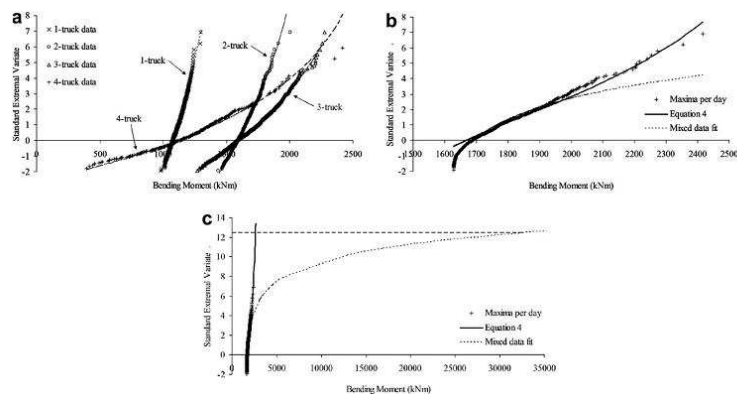 a
8
7
6
5
4
3
2
1
0
-1
-2
Standard Extremal Variate .
× 1-truck data
○ 2-truck data
△ 3-truck data
+ 4-truck data
1-truck
2-truck
3-truck
4-truck
0 500 1000 1500 2000 2500
Bending Moment (kNm)
b
8
7
6
5
4
3
2
1
0
-1
-2
Standard Extremal Variate .
+ Maxima per day
Equation 4
Mixed data fit
1500 1600 1700 1800 1900 2000 2100 2200 2300 2400 2500
Bending Moment (kNm)
c
14
12
10
8
6
4
2
0
-2
Standard Extremal Variate .
+ Maxima per day
Equation 4
Mixed data fit
0 5000 10000 15000 20000 25000 30000 35000
Bending Moment (kNm)